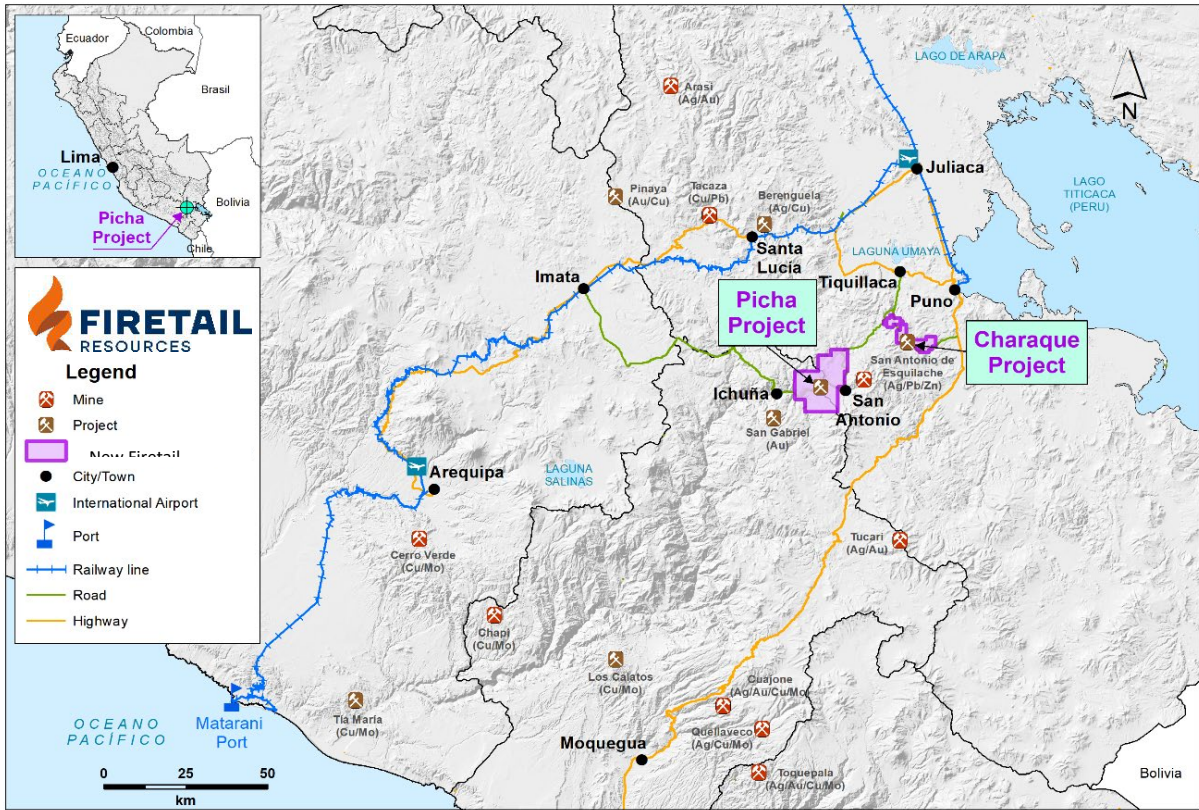 Ecuador
Colombia
Brasil
Lima
OCEANO
PACÍFICO
Bolivia
Picha
Project
Chile
FIRETAIL
RESOURCES
Legend
Mine
Project
City/Town
International Airport
Port
Railway line
Road
Highway
LAGO DE ARAPA
N
Arasi
(Ag/Au)
Juliaca
LAGO
TITICACA
(PERU)
Pinaya
(Au/Cu)
Tacaza
(Cu/Pb)
Berenguela
(Ag/Cu)
Santa
Lucía
LAGUNA UMAYA
Imata
Tiquillaca
Puno
Picha
Project
Charaque
Project
San Antonio de
Esquilache
(Ag/Pb/Zn)
Ichuña
San
Antonio
San Gabriel
(Au)
Arequipa
LAGUNA
SALINAS
Cerro Verde
(Cu/Mo)
Tucari
(Ag/Au)
Chapi
(Cu/Mo)
Los Calatos
(Cu/Mo)
Cuajone
(Ag/Au/Cu/Mo)
Tia Maria
(Cu/Mo)
Quellaveco
(Ag/Cu/Mo)
OCEANO
PACÍFICO
Matarani
Port
Moquegua
Toquepala
(Ag/Au/Cu/Mo)
Bolivia
0 25 50
km